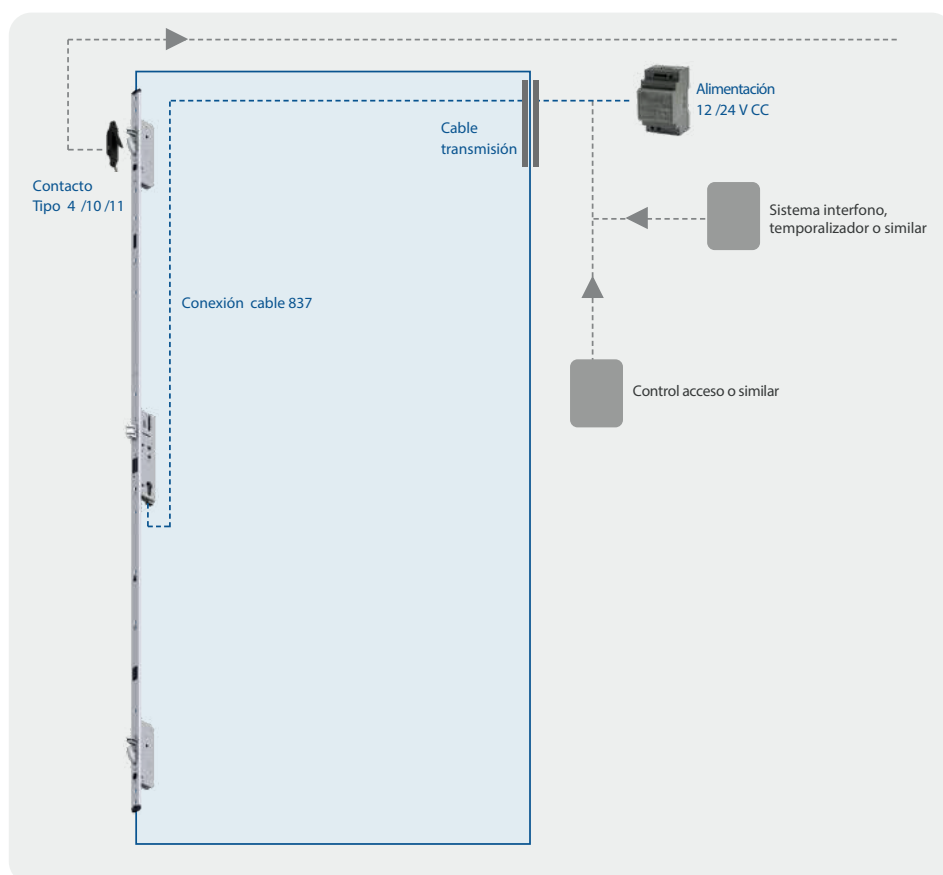 Alimentación
12 /24 V CC
Cable
transmisión
Contacto
Tipo 4 /10 /11
Sistema interfono,
temporalizador o similar
Conexión cable 837
Control acceso o similar